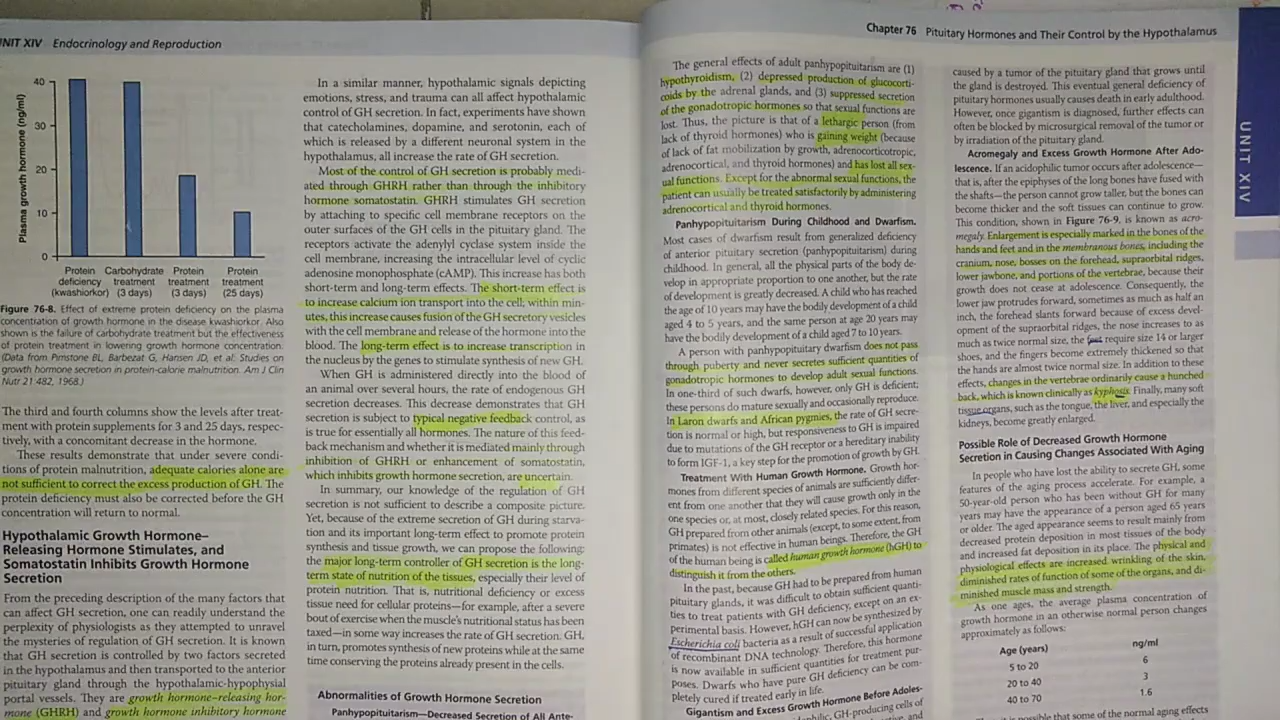 UNIT XIV Endocrinology and Reproduction
Plasma growth hormone (ng/ml)
40
30
20
10
0
Protein deficiency (kwashiorkor)
Carbohydrate treatment (3 days)
Protein treatment (3 days)
Protein treatment (25 days)
Figure 76-8. Effect of extreme protein deficiency on the plasma
concentration of growth hormone in the disease kwashiorkor. Also
shown is the failure of carbohydrate treatment but the effectiveness
of protein treatment in lowering growth hormone concentration.
(Data from Pimstone BL, Barbezat G, Hansen JD, et al: Studies on
growth hormone secretion in protein-calorie malnutrition. Am J Clin
Nutr 21:482, 1968.)
The third and fourth columns show the levels after treat-
ment with protein supplements for 3 and 25 days, respec-
tively, with a concomitant decrease in the hormone.
These results demonstrate that under severe condi-
tions of protein malnutrition, adequate calories alone are
not sufficient to correct the excess production of GH. The
protein deficiency must also be corrected before the GH
concentration will return to normal.
Hypothalamic Growth Hormone–
Releasing Hormone Stimulates, and
Somatostatin Inhibits Growth Hormone
Secretion
From the preceding description of the many factors that
can affect GH secretion, one can readily understand the
perplexity of physiologists as they attempted to unravel
the mysteries of regulation of GH secretion. It is known
that GH secretion is controlled by two factors secreted
in the hypothalamus and then transported to the anterior
pituitary gland through the hypothalamic-hypophysial
portal vessels. They are growth hormone–releasing hor-
mone (GHRH) and growth hormone inhibitory hormone
In a similar manner, hypothalamic signals depicting
emotions, stress, and trauma can all affect hypothalamic
control of GH secretion. In fact, experiments have shown
that catecholamines, dopamine, and serotonin, each of
which is released by a different neuronal system in the
hypothalamus, all increase the rate of GH secretion.
Most of the control of GH secretion is probably medi-
ated through GHRH rather than through the inhibitory
hormone somatostatin. GHRH stimulates GH secretion
by attaching to specific cell membrane receptors on the
outer surfaces of the GH cells in the pituitary gland. The
receptors activate the adenylyl cyclase system inside the
cell membrane, increasing the intracellular level of cyclic
adenosine monophosphate (cAMP). This increase has both
short-term and long-term effects. The short-term effect is
to increase calcium ion transport into the cell; within min-
utes, this increase causes fusion of the GH secretory vesicles
with the cell membrane and release of the hormone into the
blood. The long-term effect is to increase transcription in
the nucleus by the genes to stimulate synthesis of new GH.
When GH is administered directly into the blood of
an animal over several hours, the rate of endogenous GH
secretion decreases. This decrease demonstrates that GH
secretion is subject to typical negative feedback control, as
is true for essentially all hormones. The nature of this feed-
back mechanism and whether it is mediated mainly through
inhibition of GHRH or enhancement of somatostatin,
which inhibits growth hormone secretion, are uncertain.
In summary, our knowledge of the regulation of GH
secretion is not sufficient to describe a composite picture.
Yet, because of the extreme secretion of GH during starva-
tion and its important long-term effect to promote protein
synthesis and tissue growth, we can propose the following:
the major long-term controller of GH secretion is the long-
term state of nutrition of the tissues, especially their level of
protein nutrition. That is, nutritional deficiency or excess
tissue need for cellular proteins—for example, after a severe
bout of exercise when the muscle's nutritional status has been
taxed—in some way increases the rate of GH secretion. GH,
in turn, promotes synthesis of new proteins while at the same
time conserving the proteins already present in the cells.
Abnormalities of Growth Hormone Secretion
Panhypopituitarism—Decreased Secretion of All Ante-
Chapter 76 Pituitary Hormones and Their Control by the Hypothalamus
The general effects of adult panhypopituitarism are (1)
hypothyroidism, (2) depressed production of glucocorti-
coids by the adrenal glands, and (3) suppressed secretion
of the gonadotropic hormones so that sexual functions are
lost. Thus, the picture is that of a lethargic person (from
lack of thyroid hormones) who is gaining weight (because
of lack of fat mobilization by growth, adrenocorticotropic,
adrenocortical, and thyroid hormones) and has lost all sex-
ual functions. Except for the abnormal sexual functions, the
patient can usually be treated satisfactorily by administering
adrenocortical and thyroid hormones.
Panhypopituitarism During Childhood and Dwarfism.
Most cases of dwarfism result from generalized deficiency
of anterior pituitary secretion (panhypopituitarism) during
childhood. In general, all the physical parts of the body de-
velop in appropriate proportion to one another, but the rate
of development is greatly decreased. A child who has reached
the age of 10 years may have the bodily development of a child
aged 4 to 5 years, and the same person at age 20 years may
have the bodily development of a child aged 7 to 10 years.
A person with panhypopituitary dwarfism does not pass
through puberty and never secretes sufficient quantities of
gonadotropic hormones to develop adult sexual functions.
In one-third of such dwarfs, however, only GH is deficient;
these persons do mature sexually and occasionally reproduce.
In Laron dwarfs and African pygmies, the rate of GH secre-
tion is normal or high, but responsiveness to GH is impaired
due to mutations of the GH receptor or a hereditary inability
to form IGF-1, a key step for the promotion of growth by GH.
Treatment With Human Growth Hormone. Growth hor-
mones from different species of animals are sufficiently differ-
ent from one another that they will cause growth only in the
one species or, at most, closely related species. For this reason,
GH prepared from other animals (except, to some extent, from
primates) is not effective in human beings. Therefore, the GH
of the human being is called human growth hormone (hGH) to
distinguish it from the others.
In the past, because GH had to be prepared from human
pituitary glands, it was difficult to obtain sufficient quanti-
ties to treat patients with GH deficiency, except on an ex-
perimental basis. However, hGH can now be synthesized by
Escherichia coli bacteria as a result of successful application
of recombinant DNA technology. Therefore, this hormone
is now available in sufficient quantities for treatment pur-
poses. Dwarfs who have pure GH deficiency can be com-
pletely cured if treated early in life.
Gigantism and Excess Growth Hormone Before Adoles-
GH-producing cells of
caused by a tumor of the pituitary gland that grows until
the gland is destroyed. This eventual general deficiency of
pituitary hormones usually causes death in early adulthood.
However, once gigantism is diagnosed, further effects can
often be blocked by microsurgical removal of the tumor or
by irradiation of the pituitary gland.
Acromegaly and Excess Growth Hormone After Ado-
lescence. If an acidophilic tumor occurs after adolescence—
that is, after the epiphyses of the long bones have fused with
the shafts—the person cannot grow taller, but the bones can
become thicker and the soft tissues can continue to grow.
This condition, shown in Figure 76-9, is known as acro-
megaly. Enlargement is especially marked in the bones of the
hands and feet and in the membranous bones, including the
cranium, nose, bosses on the forehead, supraorbital ridges,
lower jawbone, and portions of the vertebrae, because their
growth does not cease at adolescence. Consequently, the
lower jaw protrudes forward, sometimes as much as half an
inch, the forehead slants forward because of excess devel-
opment of the supraorbital ridges, the nose increases to as
much as twice normal size, the feet require size 14 or larger
shoes, and the fingers become extremely thickened so that
the hands are almost twice normal size. In addition to these
effects, changes in the vertebrae ordinarily cause a hunched
back, which is known clinically as kyphosis. Finally, many soft
tissue organs, such as the tongue, the liver, and especially the
kidneys, become greatly enlarged.
Possible Role of Decreased Growth Hormone
Secretion in Causing Changes Associated With Aging
In people who have lost the ability to secrete GH, some
features of the aging process accelerate. For example, a
50-year-old person who has been without GH for many
years may have the appearance of a person aged 65 years
or older. The aged appearance seems to result mainly from
decreased protein deposition in most tissues of the body
and increased fat deposition in its place. The physical and
physiological effects are increased wrinkling of the skin,
diminished rates of function of some of the organs, and di-
minished muscle mass and strength.
As one ages, the average plasma concentration of
growth hormone in an otherwise normal person changes
approximately as follows:
Age (years) ng/ml
5 to 20 6
20 to 40 3
40 to 70 1.6
possible that some of the normal aging effects
UNIT XIV